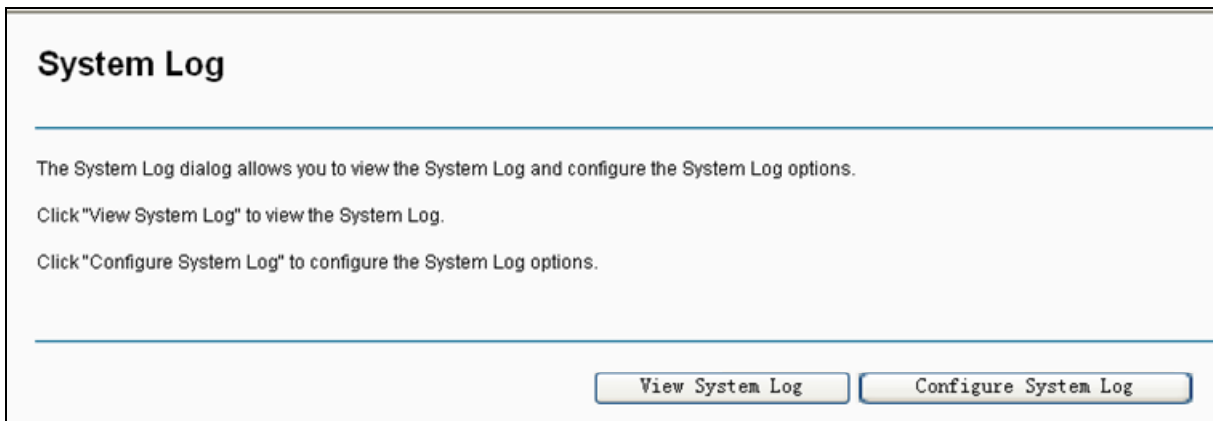 System Log
The System Log dialog allows you to view the System Log and configure the System Log options.
Click "View System Log" to view the System Log.
Click "Configure System Log" to configure the System Log options.
View System Log
Configure System Log